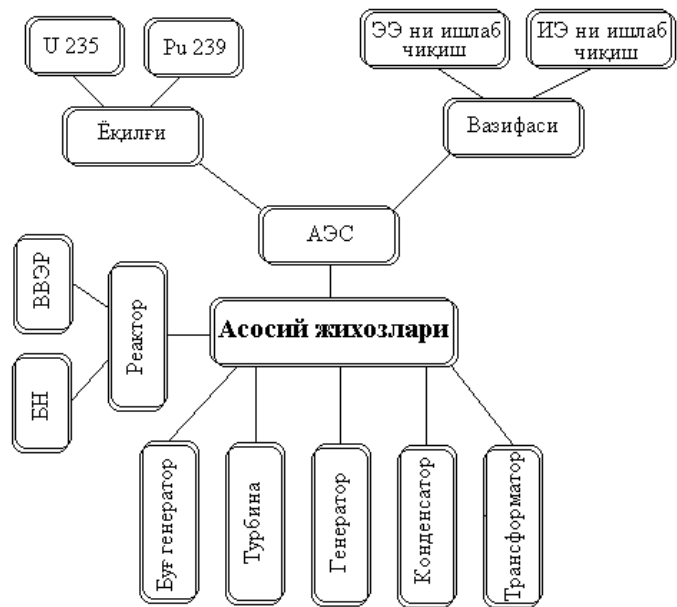 U 235
Pu 239
ЭЭ ни ишлаб
чиқиш
ИЭ ни ишлаб
чиқиш
Ёқилғи
Вазифаси
АЭС
ВВЭР
БН
Реактор
Асосий жихозлари
Буғ генератор
Турбина
Генератор
Конденсатор
Трансформатор